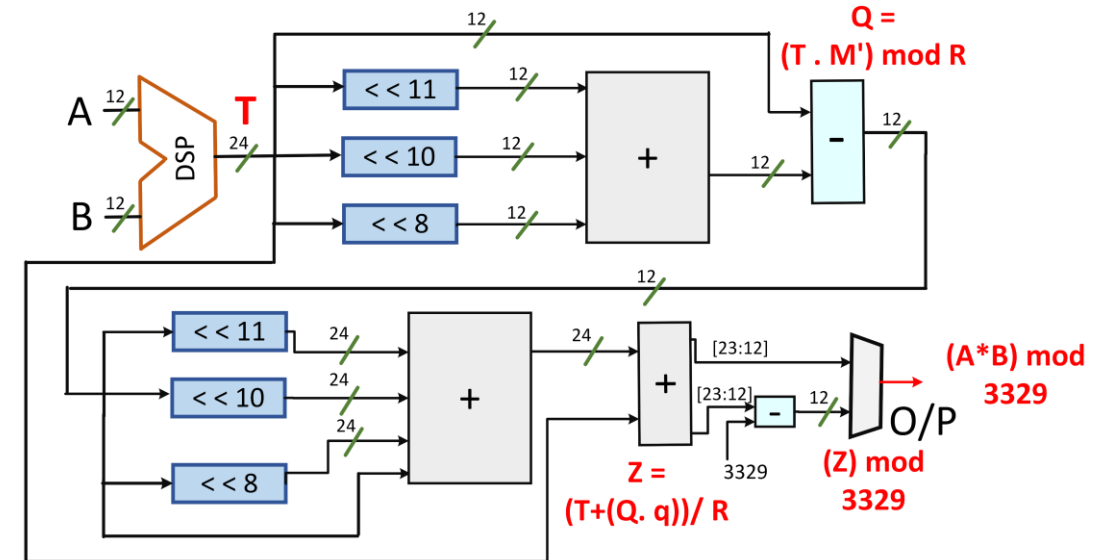 12
Q =
(T . M') mod R
A
12
T
DSP
24
B
12
< < 11
12
< < 10
12
< < 8
12
+
12
-
12
12
< < 11
24
< < 10
24
< < 8
24
+
24
+
[23:12]
[23:12]
-
12
3329
O/P
(A*B) mod
3329
(Z) mod
3329
Z =
(T+(Q. q))/ R